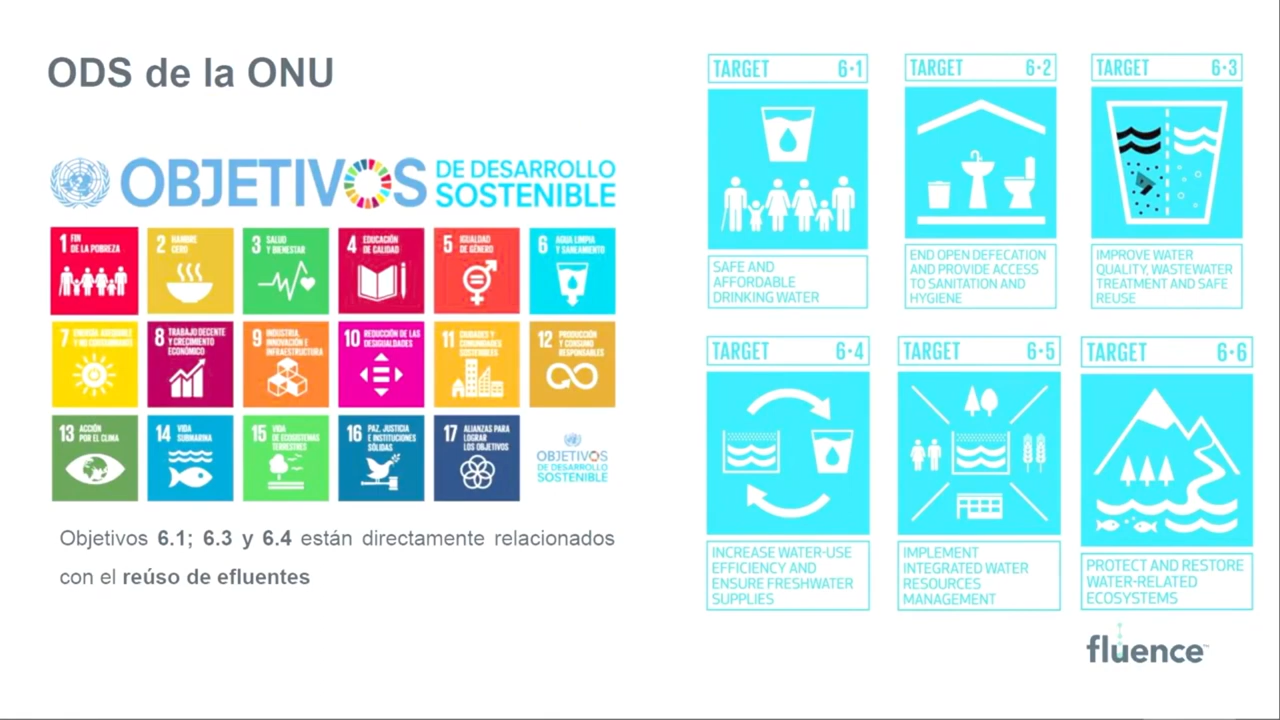 ODS de la ONU
OBJETIVOS
DE DESARROLLO
SOSTENIBLE
1 FIN
DE LA POBREZA
2 HAMBRE
CERO
3 SALUD
Y BIENESTAR
4 EDUCACIÓN
DE CALIDAD
5 IGUALDAD
DE GÉNERO
6 AGUA LIMPIA
Y SANEAMIENTO
7 ENERGÍA ASEQUIBLE
Y NO CONTAMINANTE
8 TRABAJO DECENTE
Y CRECIMIENTO
ECONÓMICO
9 INDUSTRIA,
INNOVACIÓN E
INFRAESTRUCTURA
10 REDUCCIÓN DE LAS
DESIGUALDADES
11 CIUDADES Y
COMUNIDADES
SOSTENIBLES
12 PRODUCCIÓN
Y CONSUMO
RESPONSABLES
13 ACCIÓN
POR EL CLIMA
14 VIDA
SUBMARINA
15 VIDA
DE ECOSISTEMAS
TERRESTRES
16 PAZ, JUSTICIA
E INSTITUCIONES
SÓLIDAS
17 ALIANZAS PARA
LOGRAR
LOS OBJETIVOS
OBJETIVOS
DE DESARROLLO
SOSTENIBLE
Objetivos 6.1; 6.3 y 6.4 están directamente relacionados
con el reúso de efluentes
TARGET 6·1
SAFE AND
AFFORDABLE
DRINKING WATER
TARGET 6·2
END OPEN DEFECATION
AND PROVIDE ACCESS
TO SANITATION AND
HYGIENE
TARGET 6·3
IMPROVE WATER
QUALITY, WASTEWATER
TREATMENT AND SAFE
REUSE
TARGET 6·4
INCREASE WATER-USE
EFFICIENCY AND
ENSURE FRESHWATER
SUPPLIES
TARGET 6·5
IMPLEMENT
INTEGRATED WATER
RESOURCES
MANAGEMENT
TARGET 6·6
PROTECT AND RESTORE
WATER-RELATED
ECOSYSTEMS
fluence